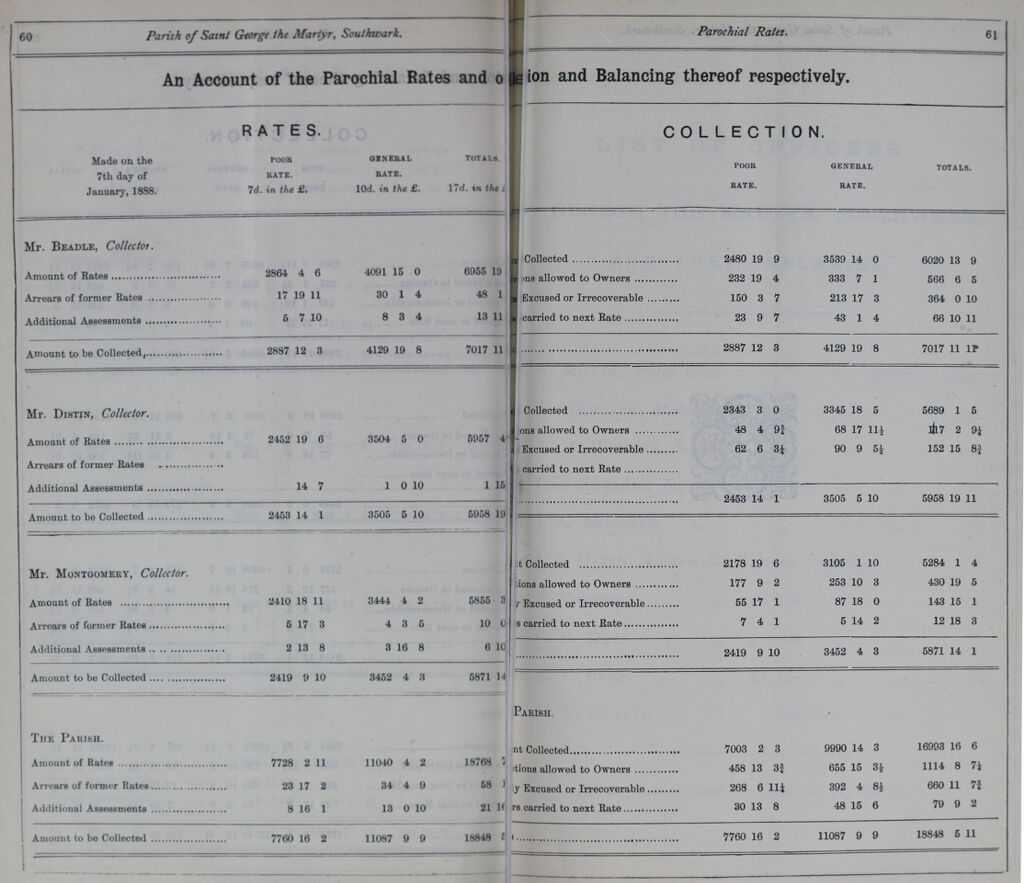 60 Parish of Saint George the Martyr, Southwark.
An Account of the Parochial Rates and o
RATES.
Made on the
7th day of
January, 1888.
POOR
RATE.
7d. in the £.
GENERAL
RATE.
10d. in the £.
TOTALS.
17d. in the
Mr. BEADLE, Collector.
Amount of Rates 2864 4 6 4091 15 0 6955 19
Arrears of former Rates 17 19 11 30 1 4 48 1
Additional Assessments 5 7 10 8 3 4 13 11
Amount to be Collected 2887 12 3 4129 19 8 7017 11
Mr. DISTIN, Collector.
Amount of Rates 2452 19 6 3504 5 0 5957 4
Arrears of former Rates
Additional Assessments 14 7 1 0 10 1 15
Amount to be Collected 2453 14 1 3505 5 10 5958 19
Mr. MONTGOMERY, Collector.
Amount of Rates 2410 18 11 3444 4 2 5855 3
Arrears of former Rates 5 17 3 4 3 5 10 0
Additional Assessments 2 13 8 3 16 8 6 10
Amount to be Collected 2419 9 10 3452 4 3 5871 14
THE PARISH.
Amount of Rates 7728 2 11 11040 4 2 18768 7
Arrears of former Rates 23 17 2 34 4 9 58 1
Additional Assessments 8 16 1 13 0 10 21 16
Amount to be Collected 7760 16 2 11087 9 9 18848 5
Parochial Rates. 61
ion and Balancing thereof respectively.
COLLECTION.
POOR
RATE.
GENERAL
RATE.
TOTALS.
Collected 2480 19 9 3539 14 0 6020 13 9
ons allowed to Owners 232 19 4 333 7 1 566 6 5
Excused or Irrecoverable 150 3 7 213 17 3 364 0 10
carried to next Rate 23 9 7 43 1 4 66 10 11
2887 12 3 4129 19 8 7017 11 11
Collected 2343 3 0 3345 18 5 5689 1 5
ons allowed to Owners 48 4 9¾ 68 17 11½ 117 2 9¼
Excused or Irrecoverable 62 6 3¼ 90 9 5½ 152 15 8¾
carried to next Rate
2453 14 1 3505 5 10 5958 19 11
t Collected 2178 19 6 3105 1 10 5284 1 4
ions allowed to Owners 177 9 2 253 10 3 430 19 5
y Excused or Irrecoverable 55 17 1 87 18 0 143 15 1
s carried to next Rate 7 4 1 5 14 2 12 18 3
2419 9 10 3452 4 3 5871 14 1
PARISH.
nt Collected 7003 2 3 9990 14 3 16993 16 6
tions allowed to Owners 458 13 3¾ 655 15 3½ 1114 8 7¼
y Excused or Irrecoverable 268 6 11¼ 392 4 8½ 660 11 7¾
rs carried to next Rate 30 13 8 48 15 6 79 9 2
7760 16 2 11087 9 9 18848 5 11